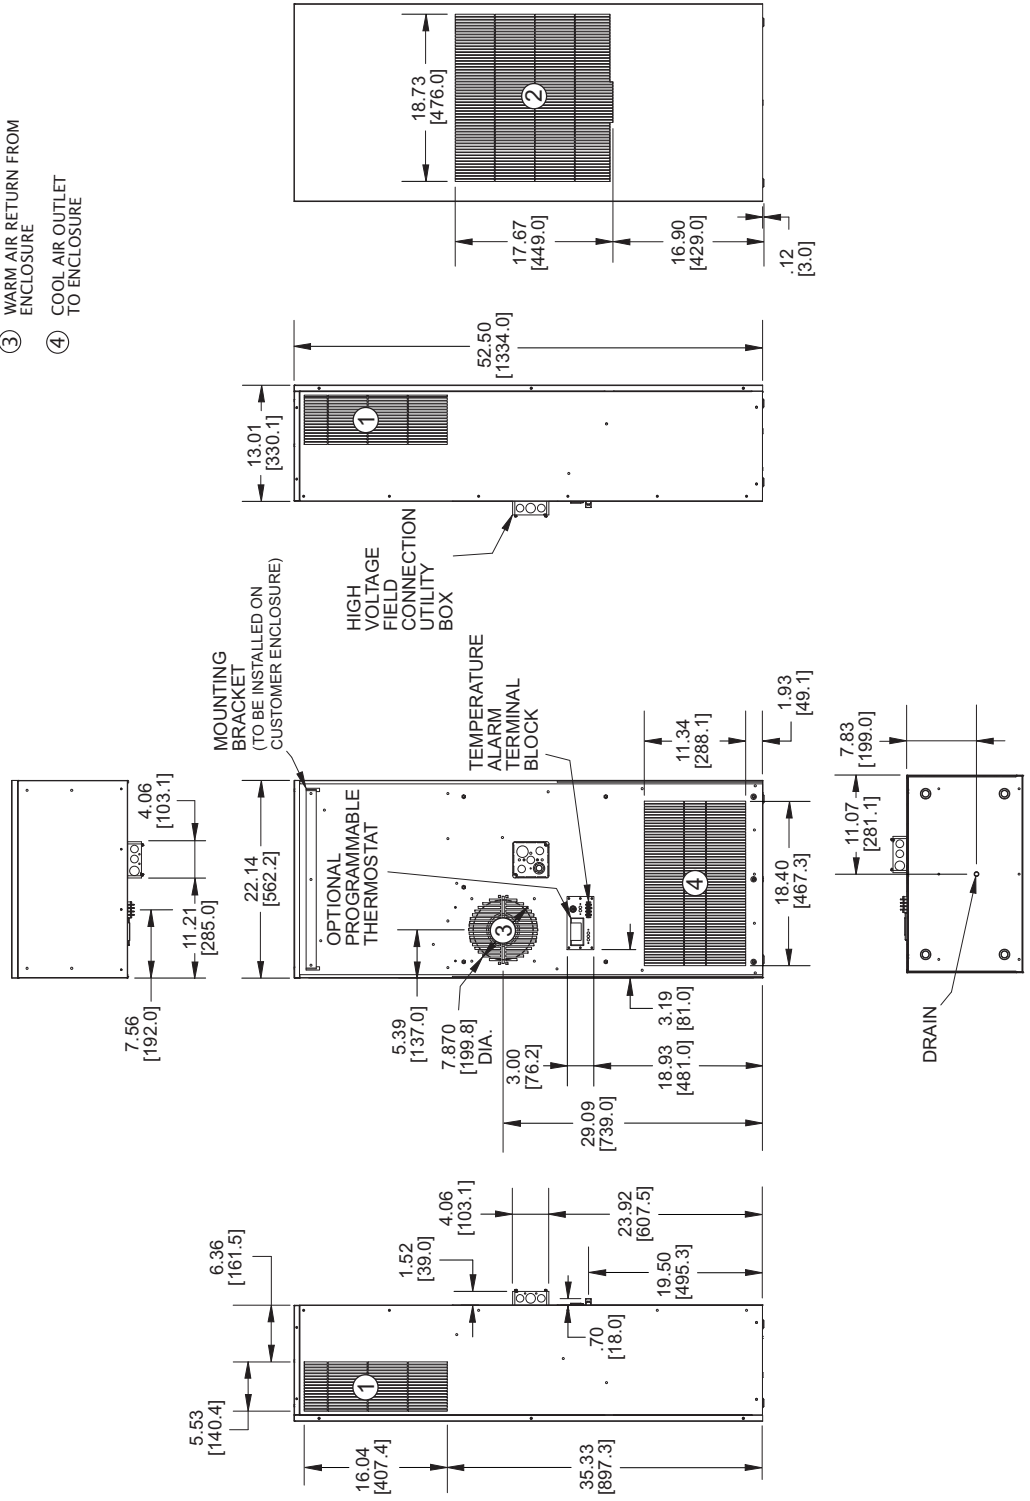 ③ WARM AIR RETURN FROM
ENCLOSURE
④ COOL AIR OUTLET
TO ENCLOSURE
7.56
[192.0]
11.21
[285.0]
4.06
[103.1]
5.53
[140.4]
6.36
[161.5]
1
16.04
[407.4]
35.33
[897.3]
1.52
[39.0]
4.06
[103.1]
.70
[18.0]
23.92
[607.5]
19.50
[495.3]
22.14
[562.2]
MOUNTING
BRACKET
(TO BE INSTALLED ON
CUSTOMER ENCLOSURE)
OPTIONAL
PROGRAMMABLE
THERMOSTAT
5.39
[137.0]
7.870
[199.8]
DIA.
3
3.00
[76.2]
29.09
[739.0]
18.93
[481.0]
3.19
[81.0]
TEMPERATURE
ALARM
TERMINAL
BLOCK
4
11.34
[288.1]
1.93
[49.1]
18.40
[467.3]
13.01
[330.1]
1
HIGH
VOLTAGE
FIELD
CONNECTION
UTILITY
BOX
52.50
[1334.0]
18.73
[476.0]
2
17.67
[449.0]
16.90
[429.0]
.12
[3.0]
DRAIN
11.07
[281.1]
7.83
[199.0]